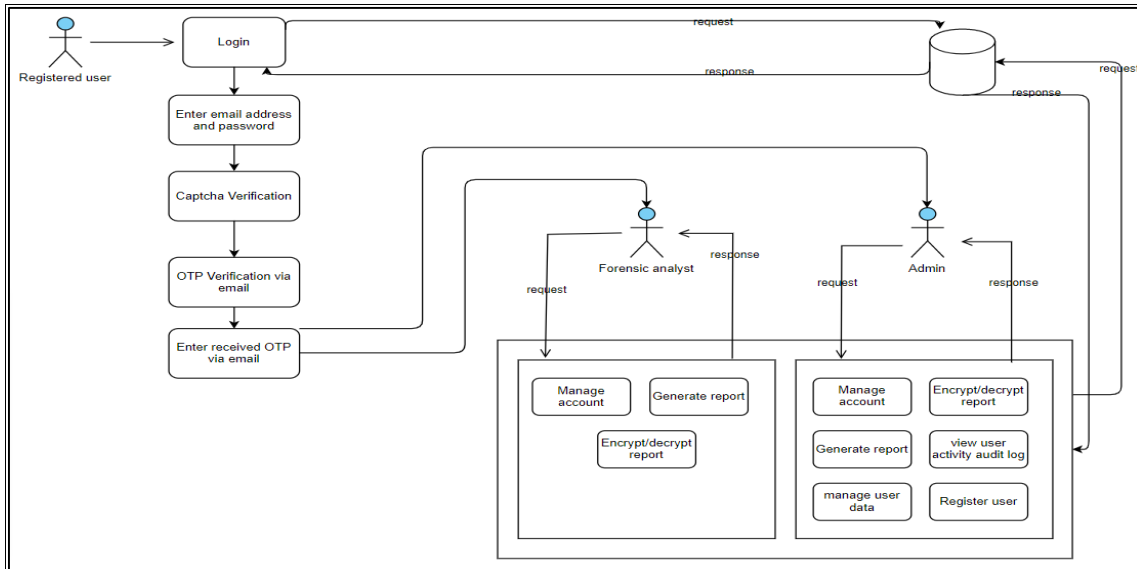 request
Login
Registered user
response
request
response
Enter email address
and password
Captcha Verification
OTP Verification via
email
Enter received OTP
via email
Forensic analyst
response
request
Admin
response
request
Manage
account
Generate report
Encrypt/decrypt
report
Manage
account
Encrypt/decrypt
report
Generate report
view user
activity audit log
manage user
data
Register user